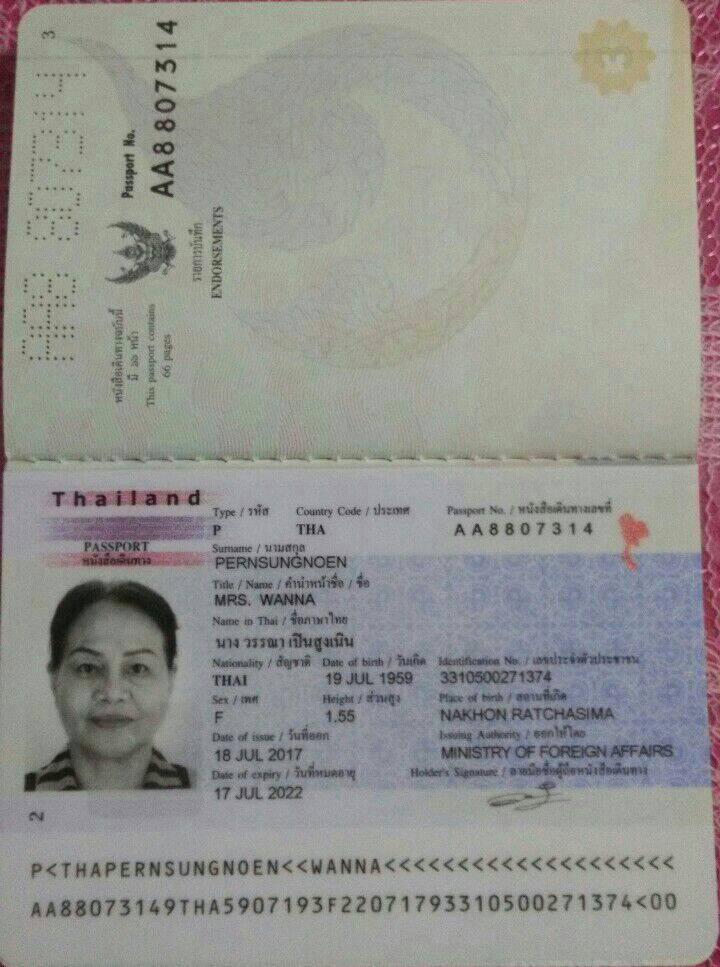 3
AA8807314
Passport No.
AA8807314
รายการบันทึก
ENDORSEMENTS
หนังสือเดินทางฉบับนี้
มี ๖๖ หน้า
This passport contains
66 pages
3
Thailand
PASSPORT
หนังสือเดินทาง
Type / รหัส Country Code / ประเทศ Passport No. / หนังสือเดินทางเลขที่
P THA AA8807314
Surname / นามสกุล
PERNSUNGNOEN
Title / Name / คำนำหน้าชื่อ / ชื่อ
MRS. WANNA
Name in Thai / ชื่อภาษาไทย
นาง วรรณา เป็นสูงเนิน
Nationality / สัญชาติ Date of birth / วันเกิด Identification No. / เลขประจำตัวประชาชน
THAI 19 JUL 1959 3310500271374
Sex / เพศ Height / ส่วนสูง Place of birth / สถานที่เกิด
F 1.55 NAKHON RATCHASIMA
Date of issue / วันที่ออก Issuing Authority / ออกให้โดย
18 JUL 2017 MINISTRY OF FOREIGN AFFAIRS
Date of expiry / วันที่หมดอายุ Holder's Signature / ลายมือชื่อผู้ถือหนังสือเดินทาง
17 JUL 2022
2
P<THAPERNSUNGNOEN<<WANNA<<<<<<<<<<<<<<<<<<<<
AA88073149THA5907193F22071793310500271374<00